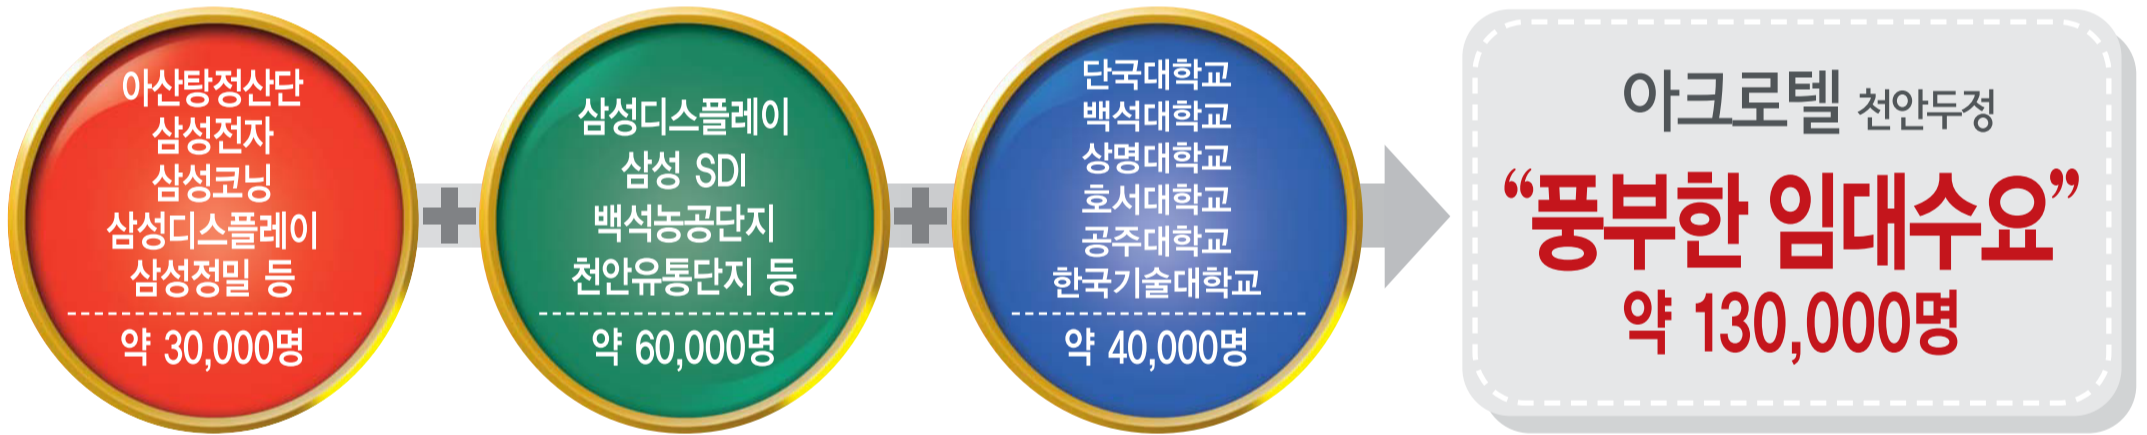 아산탕정산단
삼성전자
삼성코닝
삼성디스플레이
삼성정밀 등
약 30,000명
+
삼성디스플레이
삼성 SDI
백석농공단지
천안유통단지 등
약 60,000명
+
단국대학교
백석대학교
상명대학교
호서대학교
공주대학교
한국기술대학교
약 40,000명
아크로텔 천안두정
“풍부한 임대수요”
약 130,000명